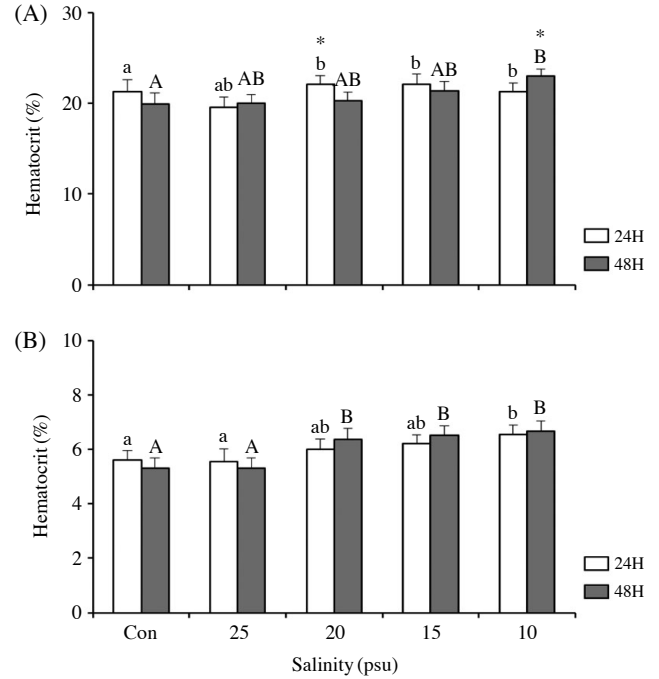 (A)
30
20
10
0
Hematocrit (%)
a
A
ab
AB
*
b
AB
b
AB
b
*
B
24H
48H
(B)
10
8
6
4
2
0
Hematocrit (%)
a
A
a
A
ab
B
ab
B
b
B
24H
48H
Con 25 20 15 10
Salinity (psu)